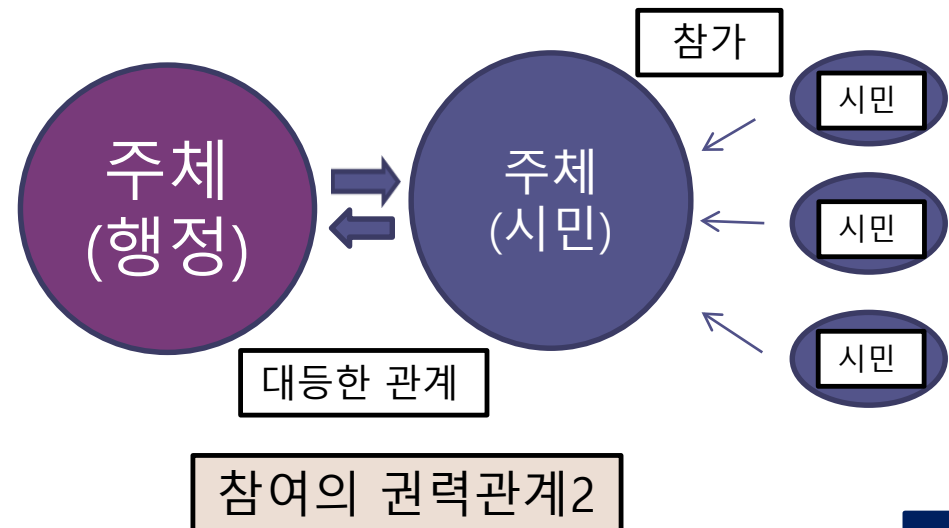 참가
시민
주체
(행정)
주체
(시민)
시민
시민
대등한 관계
참여의 권력관계2